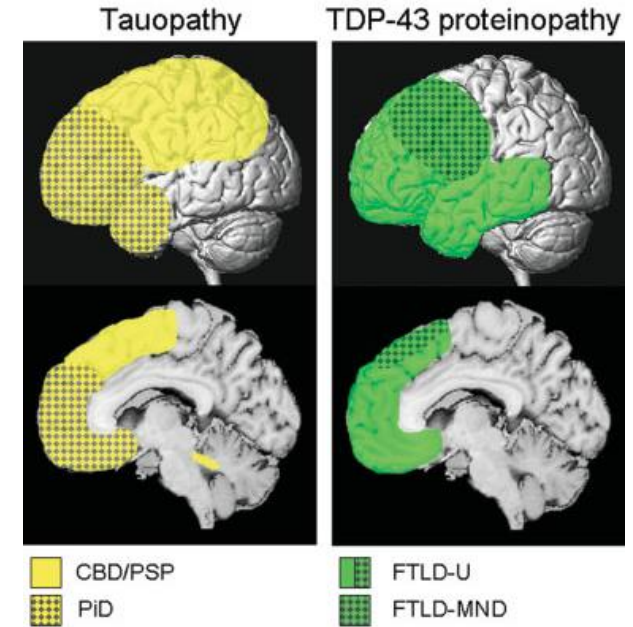 Tauopathy
TDP-43 proteinopathy
CBD/PSP
PiD
FTLD-U
FTLD-MND